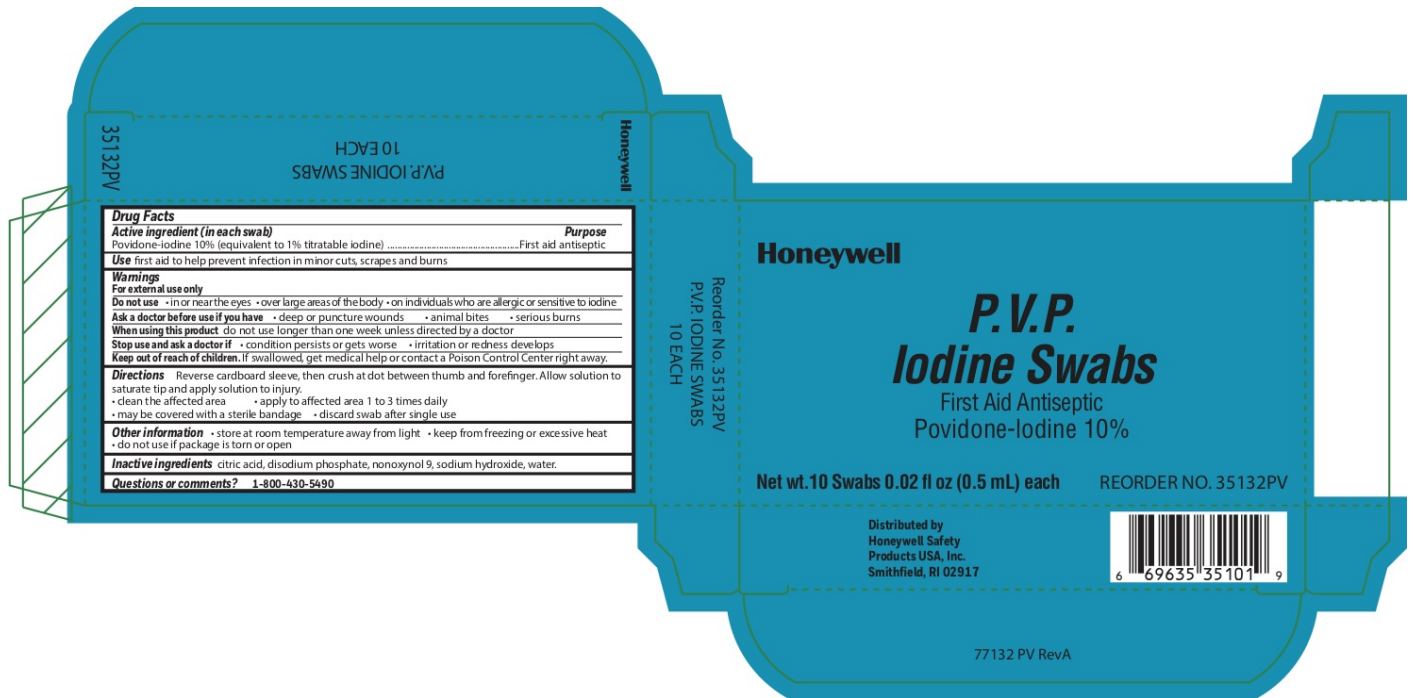 35132PV
P.V.P. IODINE SWABS
10 EACH
Honeywell
Drug Facts
Active ingredient (in each swab) Purpose
Povidone-iodine 10% (equivalent to 1% titratable iodine) ..................................................First aid antiseptic
Use first aid to help prevent infection in minor cuts, scrapes and burns
Warnings
For external use only
Do not use • in or near the eyes • over large areas of the body • on individuals who are allergic or sensitive to iodine
Ask a doctor before use if you have • deep or puncture wounds • animal bites • serious burns
When using this product do not use longer than one week unless directed by a doctor
Stop use and ask a doctor if • condition persists or gets worse • irritation or redness develops
Keep out of reach of children. If swallowed, get medical help or contact a Poison Control Center right away.
Directions Reverse cardboard sleeve, then crush at dot between thumb and forefinger. Allow solution to
saturate tip and apply solution to injury.
• clean the affected area • apply to affected area 1 to 3 times daily
• may be covered with a sterile bandage • discard swab after single use
Other information • store at room temperature away from light • keep from freezing or excessive heat
• do not use if package is torn or open
Inactive ingredients citric acid, disodium phosphate, nonoxynol 9, sodium hydroxide, water.
Questions or comments? 1-800-430-5490
Reorder No. 35132PV
P.V.P. IODINE SWABS
10 EACH
Honeywell
P.V.P.
Iodine Swabs
First Aid Antiseptic
Povidone-Iodine 10%
Net wt.10 Swabs 0.02 fl oz (0.5 mL) each REORDER NO. 35132PV
Distributed by
Honeywell Safety
Products USA, Inc.
Smithfield, RI 02917
6 69635 35101 9
77132 PV RevA